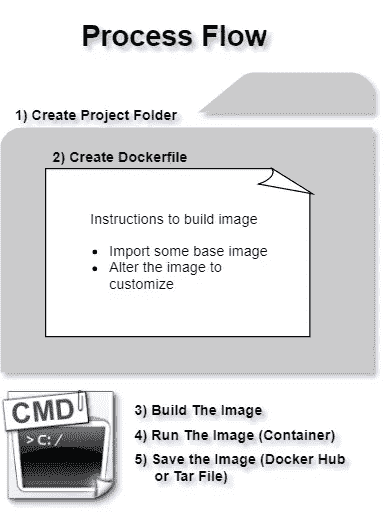 Process Flow
1) Create Project Folder
2) Create Dockerfile
Instructions to build image
• Import some base image
• Alter the image to
customize
CMD
>C:/
3) Build The Image
4) Run The Image (Container)
5) Save the Image (Docker Hub
or Tar File)